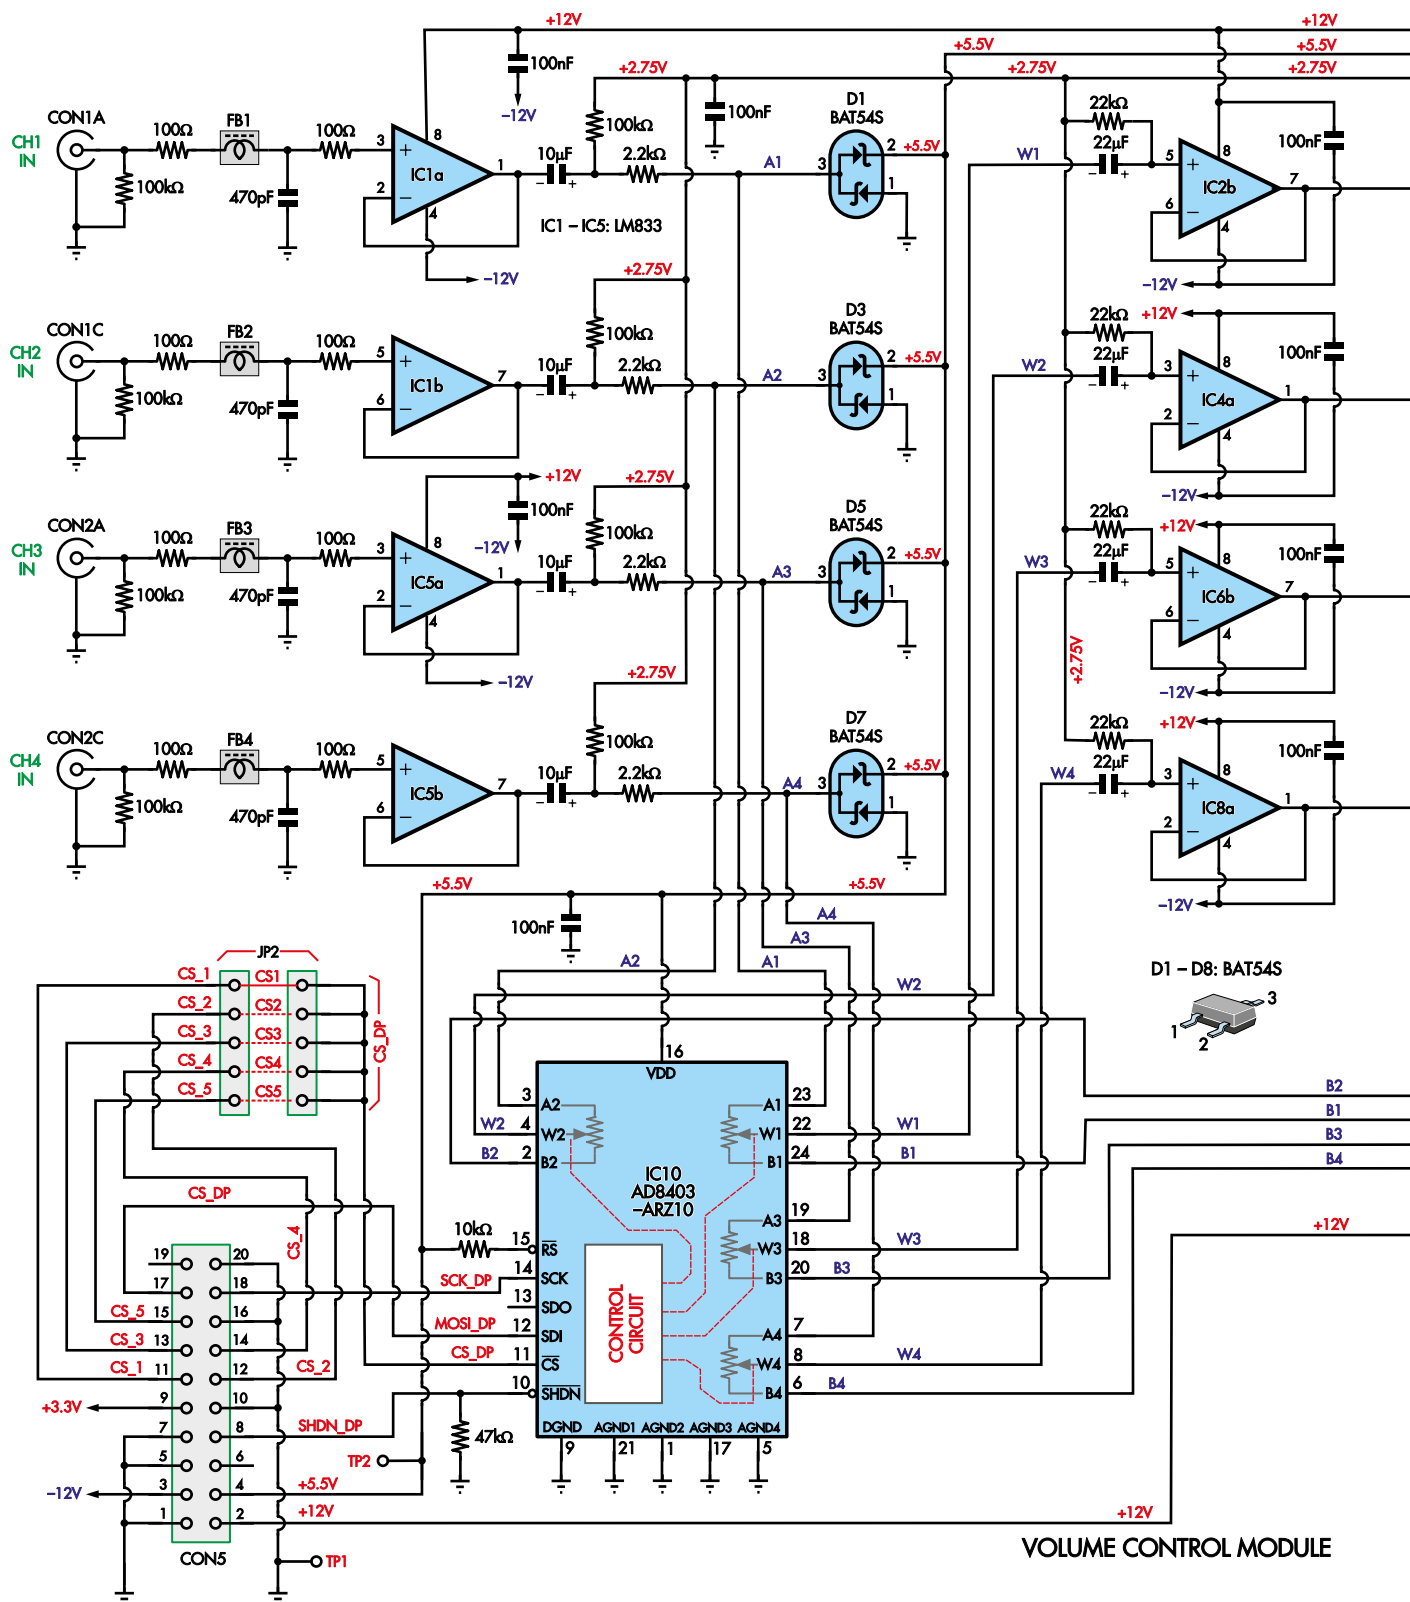 +12V
+12V
+5.5V
+5.5V
+2.75V
+2.75V
+2.75V
100nF
–12V
100nF
CON1A
CH1 IN
100Ω
FB1
100Ω
100kΩ
470pF
3
2
8
4
1
+
–
IC1a
–12V
10µF
–
+
100kΩ
2.2kΩ
IC1 – IC5: LM833
A1
D1
BAT54S
3
2
1
+5.5V
W1
22kΩ
22µF
–
+
5
6
8
4
7
+
–
IC2b
100nF
–12V
CON1C
CH2 IN
100Ω
FB2
100Ω
100kΩ
470pF
5
6
7
+
–
IC1b
10µF
–
+
+2.75V
100kΩ
2.2kΩ
A2
D3
BAT54S
3
2
1
+5.5V
W2
22kΩ
22µF
–
+
+12V
3
2
8
4
1
+
–
IC4a
100nF
–12V
CON2A
CH3 IN
100Ω
FB3
100Ω
100kΩ
470pF
+12V
100nF
–12V
3
2
8
4
1
+
–
IC5a
–12V
10µF
–
+
+2.75V
100kΩ
2.2kΩ
A3
D5
BAT54S
3
2
1
+5.5V
W3
22kΩ
22µF
–
+
+12V
5
6
8
4
7
+
–
IC6b
100nF
–12V
+2.75V
CON2C
CH4 IN
100Ω
FB4
100Ω
100kΩ
470pF
5
6
7
+
–
IC5b
10µF
–
+
+2.75V
100kΩ
2.2kΩ
A4
D7
BAT54S
3
2
1
+5.5V
W4
22kΩ
22µF
–
+
+12V
3
2
8
4
1
+
–
IC8a
100nF
–12V
+5.5V
+5.5V
100nF
A4
A3
A2
A1
W2
D1 – D8: BAT54S
1
2
3
JP2
CS_1
CS1
CS_2
CS2
CS_3
CS3
CS_4
CS4
CS_5
CS5
CS_DP
16
VDD
3
A2
A1
23
W2
4
W2
W1
22
W1
B2
2
B2
B1
24
B1
IC10
AD8403
–ARZ10
A3
19
W3
18
W3
B3
20
B3
A4
7
W4
8
W4
B4
6
B4
B2
B1
B3
B4
+12V
CS_DP
CS_4
10kΩ
15
RS
SCK_DP
14
SCK
13
SDO
MOSI_DP
12
SDI
CS_DP
11
CS
10
SHDN
CONTROL CIRCUIT
DGND
AGND1
AGND2
AGND3
AGND4
9
21
1
17
5
47kΩ
19
20
17
18
CS_5
15
16
CS_3
13
14
CS_1
11
12
CS_2
+3.3V
9
10
7
8
SHDN_DP
5
6
–12V
3
4
+5.5V
1
2
+12V
+12V
TP2
CON5
TP1
VOLUME CONTROL MODULE